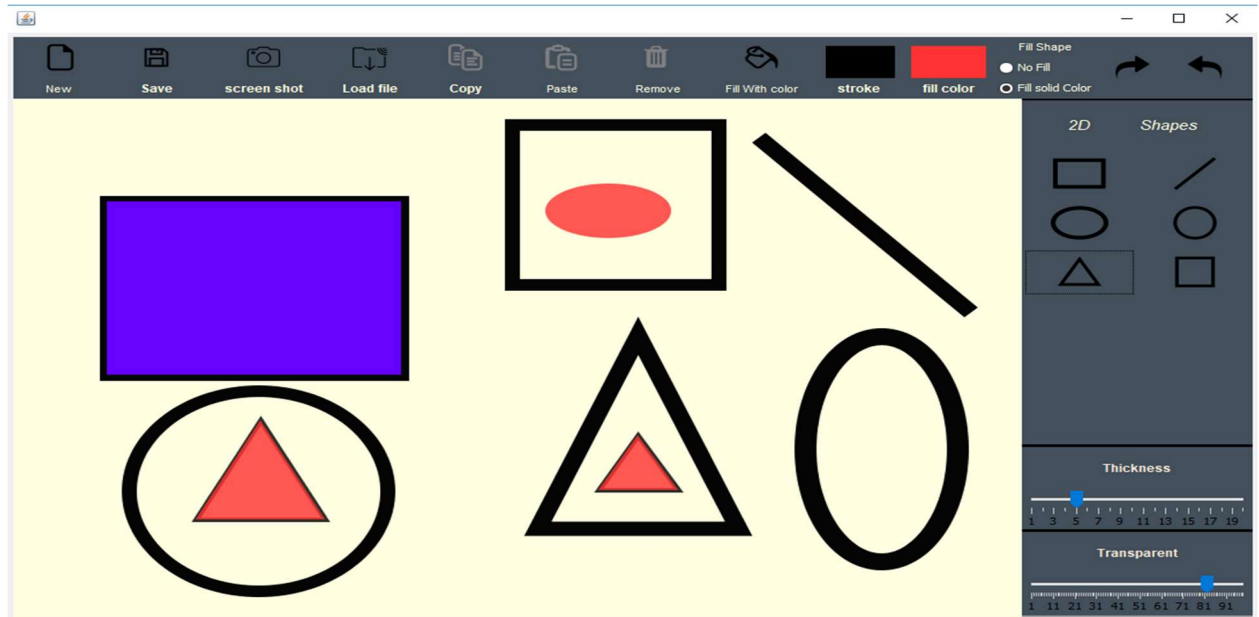 New Save screen shot Load file Copy Paste Remove Fill With color stroke fill color
Fill Shape
No Fill
Fill solid Color
2D Shapes
Thickness
1 3 5 7 9 11 13 15 17 19
Transparent
1 11 21 31 41 51 61 71 81 91